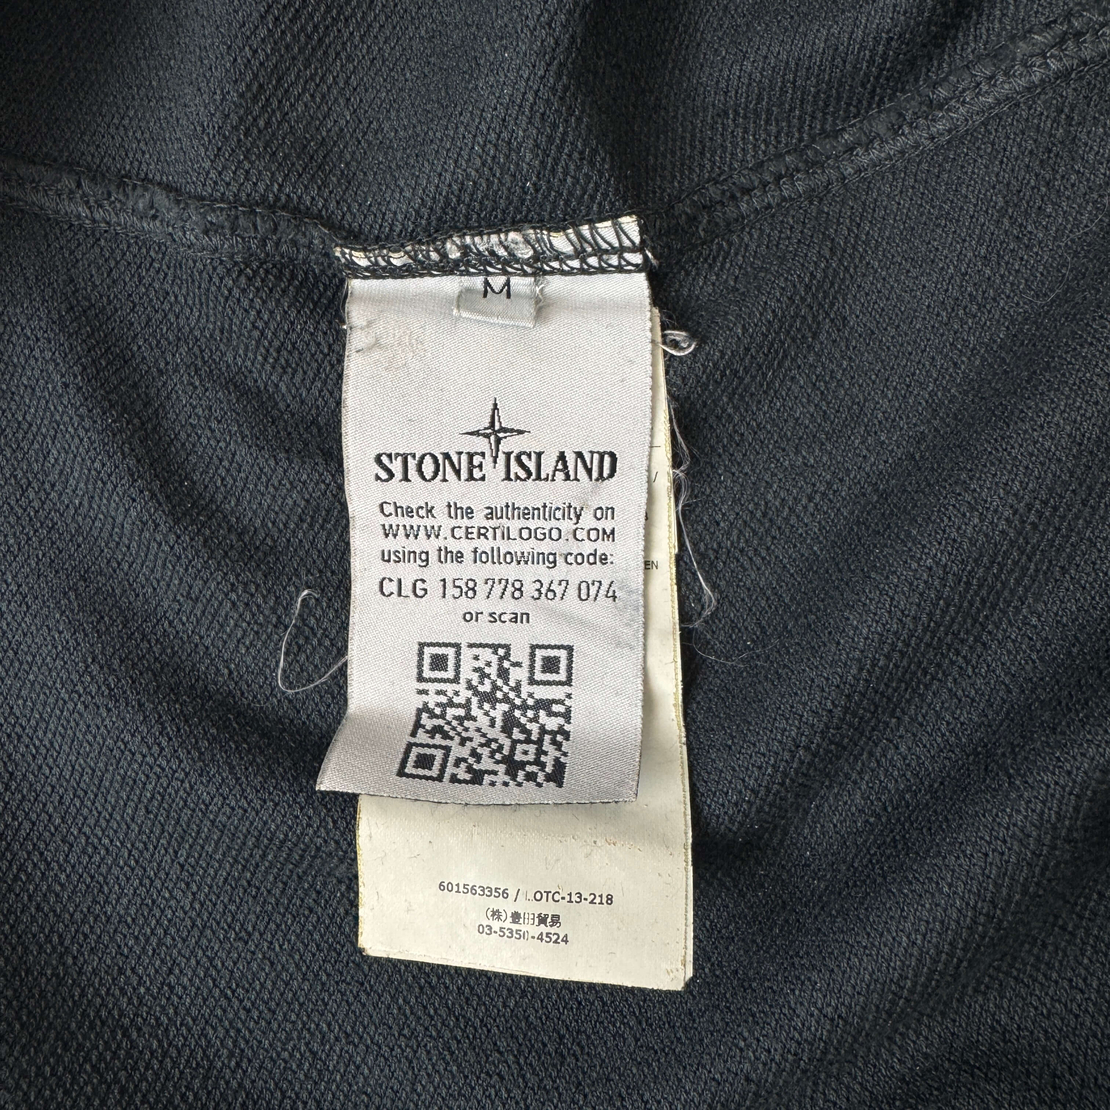 M
STONE ISLAND
Check the authenticity on
WWW.CERTILOGO.COM
using the following code:
CLG 158 778 367 074
or scan
/
EN
601563356 / LOTC-13-218
(株)豊田貿易
03-5350-4524